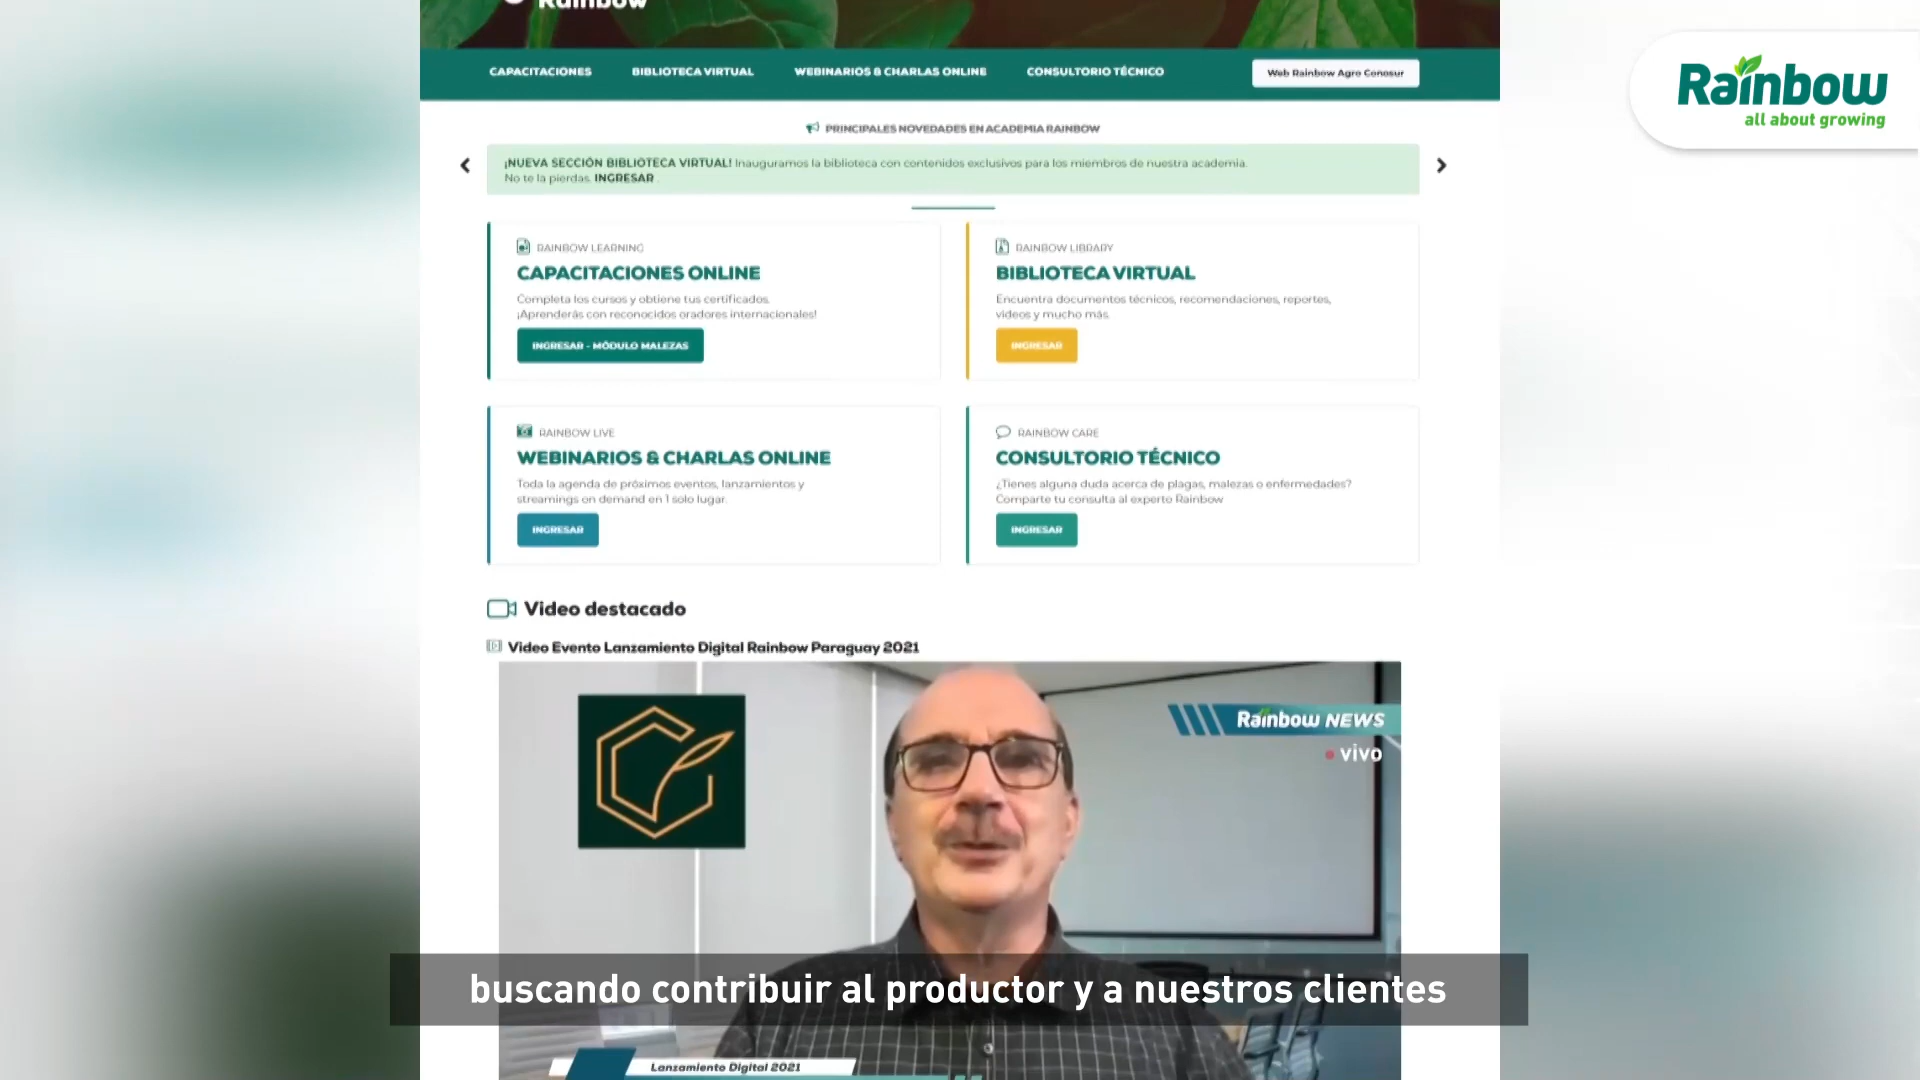 Rainbow
CAPACITACIONES
BIBLIOTECA VIRTUAL
WEBINARIOS & CHARLAS ONLINE
CONSULTORIO TÉCNICO
Web Rainbow Agro Conosur
Rainbow
all about growing
PRINCIPALES NOVEDADES EN ACADEMIA RAINBOW
¡NUEVA SECCIÓN BIBLIOTECA VIRTUAL! Inauguramos la biblioteca con contenidos exclusivos para los miembros de nuestra academia.
No te la pierdas. INGRESAR
RAINBOW LEARNING
CAPACITACIONES ONLINE
Completa los cursos y obtiene tus certificados.
¡Aprenderás con reconocidos oradores internacionales!
INGRESAR - MÓDULO MALEZAS
RAINBOW LIBRARY
BIBLIOTECA VIRTUAL
Encuentra documentos técnicos, recomendaciones, reportes,
videos y mucho más.
INGRESAR
RAINBOW LIVE
WEBINARIOS & CHARLAS ONLINE
Toda la agenda de próximos eventos, lanzamientos y
streamings on demand en 1 solo lugar.
INGRESAR
RAINBOW CARE
CONSULTORIO TÉCNICO
¿Tienes alguna duda acerca de plagas, malezas o enfermedades?
Comparte tu consulta al experto Rainbow
INGRESAR
Video destacado
Video Evento Lanzamiento Digital Rainbow Paraguay 2021
Rainbow NEWS
vivo
buscando contribuir al productor y a nuestros clientes
Lanzamiento Digital 2021